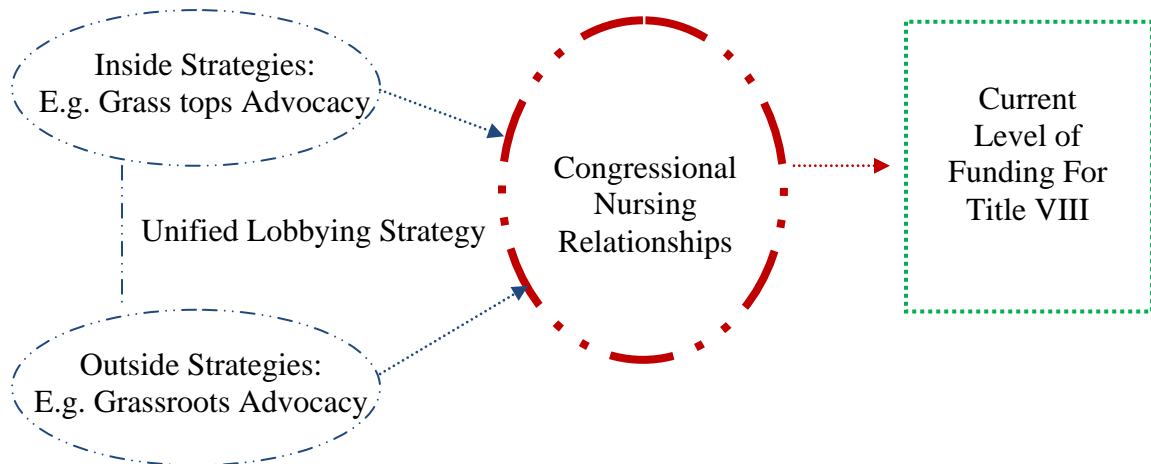 Inside Strategies:
E.g. Grass tops Advocacy
Unified Lobbying Strategy
Outside Strategies:
E.g. Grassroots Advocacy
Congressional
Nursing
Relationships
Current
Level of
Funding For
Title VIII